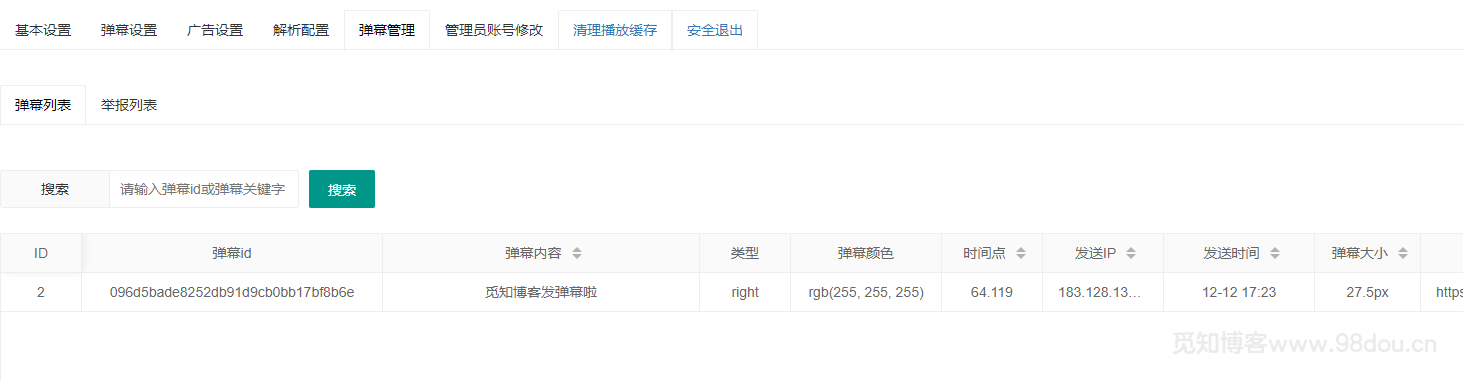 基本设置 弹幕设置 广告设置 解析配置 弹幕管理 管理员账号修改 清理播放缓存 安全退出
弹幕列表 举报列表
搜索 请输入弹幕id或弹幕关键字 搜索
ID 弹幕id 弹幕内容 类型 弹幕颜色 时间点 发送IP 发送时间 弹幕大小
2 096d5bade8252db91d9cb0bb17bf8b6e 觅知博客发弹幕啦 right rgb(255, 255, 255) 64.119 183.128.13... 12-12 17:23 27.5px https
觅知博客www.98dou.cn